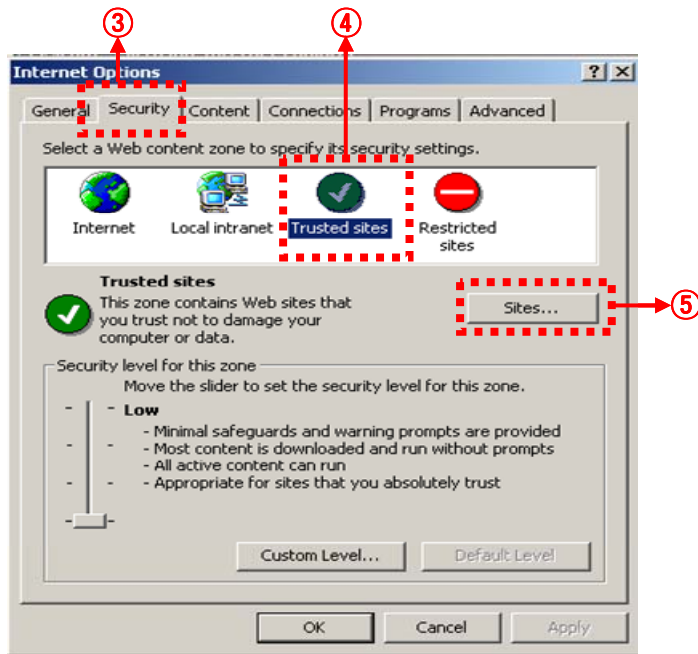 ③ ④
Internet Options
General Security Content Connections Programs Advanced
Select a Web content zone to specify its security settings.
Internet Local intranet Trusted sites Restricted sites
Trusted sites
This zone contains Web sites that
you trust not to damage your
computer or data.
Sites...
⑤
Security level for this zone
Move the slider to set the security level for this zone.
Low
- Minimal safeguards and warning prompts are provided
- Most content is downloaded and run without prompts
- All active content can run
- Appropriate for sites that you absolutely trust
Custom Level... Default Level
OK Cancel Apply